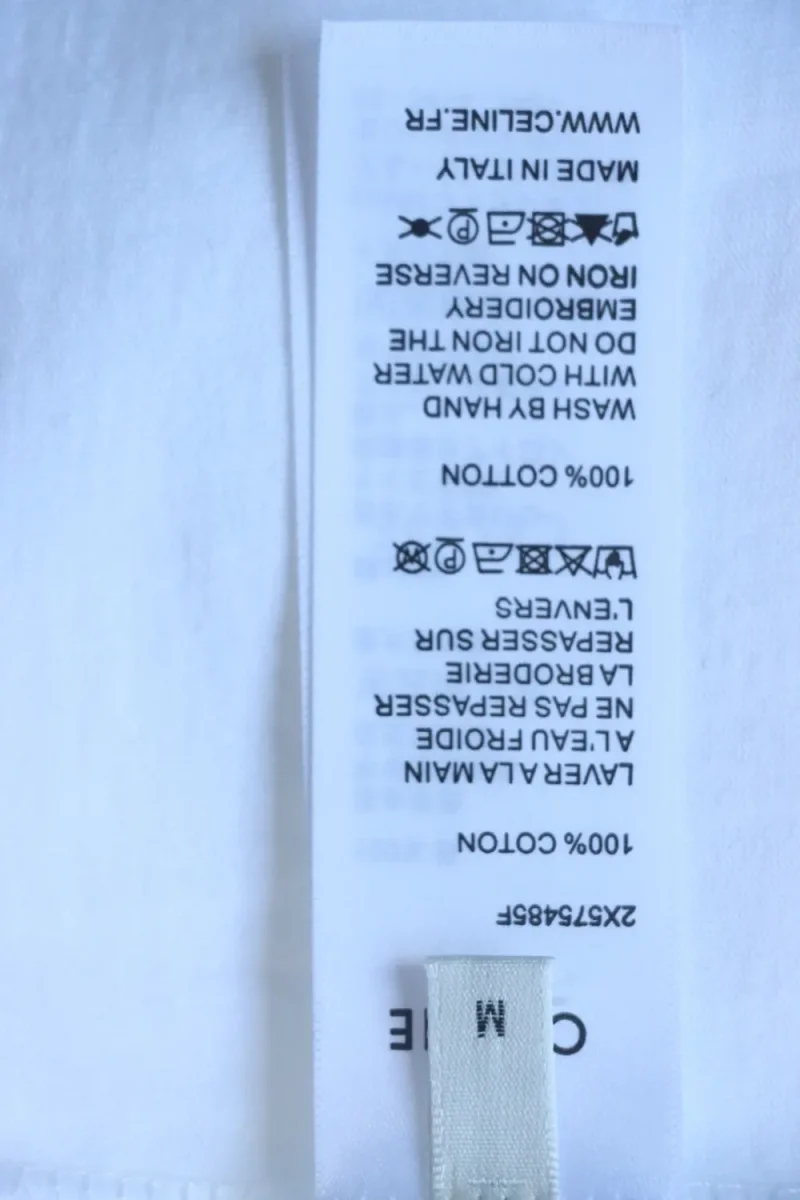 M
2X575485F
100% COTON
LAVER A LA MAIN
A L'EAU FROIDE
NE PAS REPASSER
LA BRODERIE
REPASSER SUR
L'ENVERS
100% COTTON
WASH BY HAND
WITH COLD WATER
DO NOT IRON THE
EMBROIDERY
IRON ON REVERSE
MADE IN ITALY
WWW.CELINE.FR